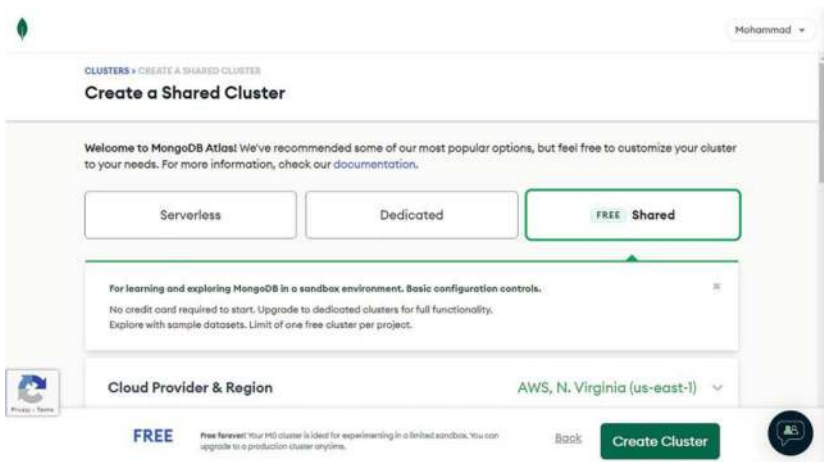 Mohammad
CLUSTERS > CREATE A SHARED CLUSTER
Create a Shared Cluster
Welcome to MongoDB Atlas! We've recommended some of our most popular options, but feel free to customize your cluster
to your needs. For more information, check our documentation.
Serverless
Dedicated
FREE Shared
For learning and exploring MongoDB in a sandbox environment. Basic configuration controls.
No credit card required to start. Upgrade to dedicated clusters for full functionality.
Explore with sample datasets. Limit of one free cluster per project.
Cloud Provider & Region
AWS, N. Virginia (us-east-1)
Privacy - Terms
FREE
Free forever! Your M0 cluster is ideal for experimenting in a limited sandbox. You can
upgrade to a production cluster anytime.
Back
Create Cluster